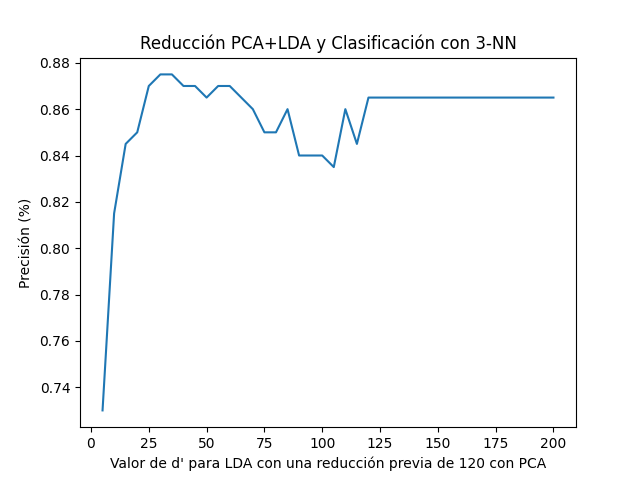 Reducción PCA+LDA y Clasificación con 3-NN
0.88
0.86
0.84
0.82
0.80
0.78
0.76
0.74
Precisión (%)
0 25 50 75 100 125 150 175 200
Valor de d' para LDA con una reducción previa de 120 con PCA